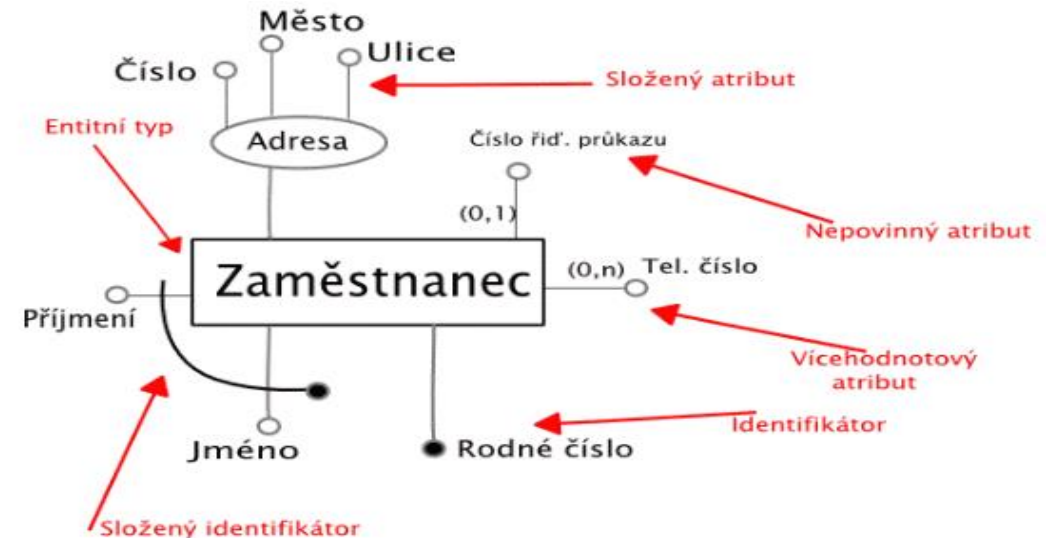 Město
Ulice
Číslo
Složený atribut
Entitní typ
Adresa
Číslo řiď. průkazu
(0,1)
Nepovinný atribut
Zaměstnanec
(0,n) Tel. číslo
Příjmení
Vícehodnotový
atribut
Identifikátor
Jméno
Rodné číslo
Složený identifikátor